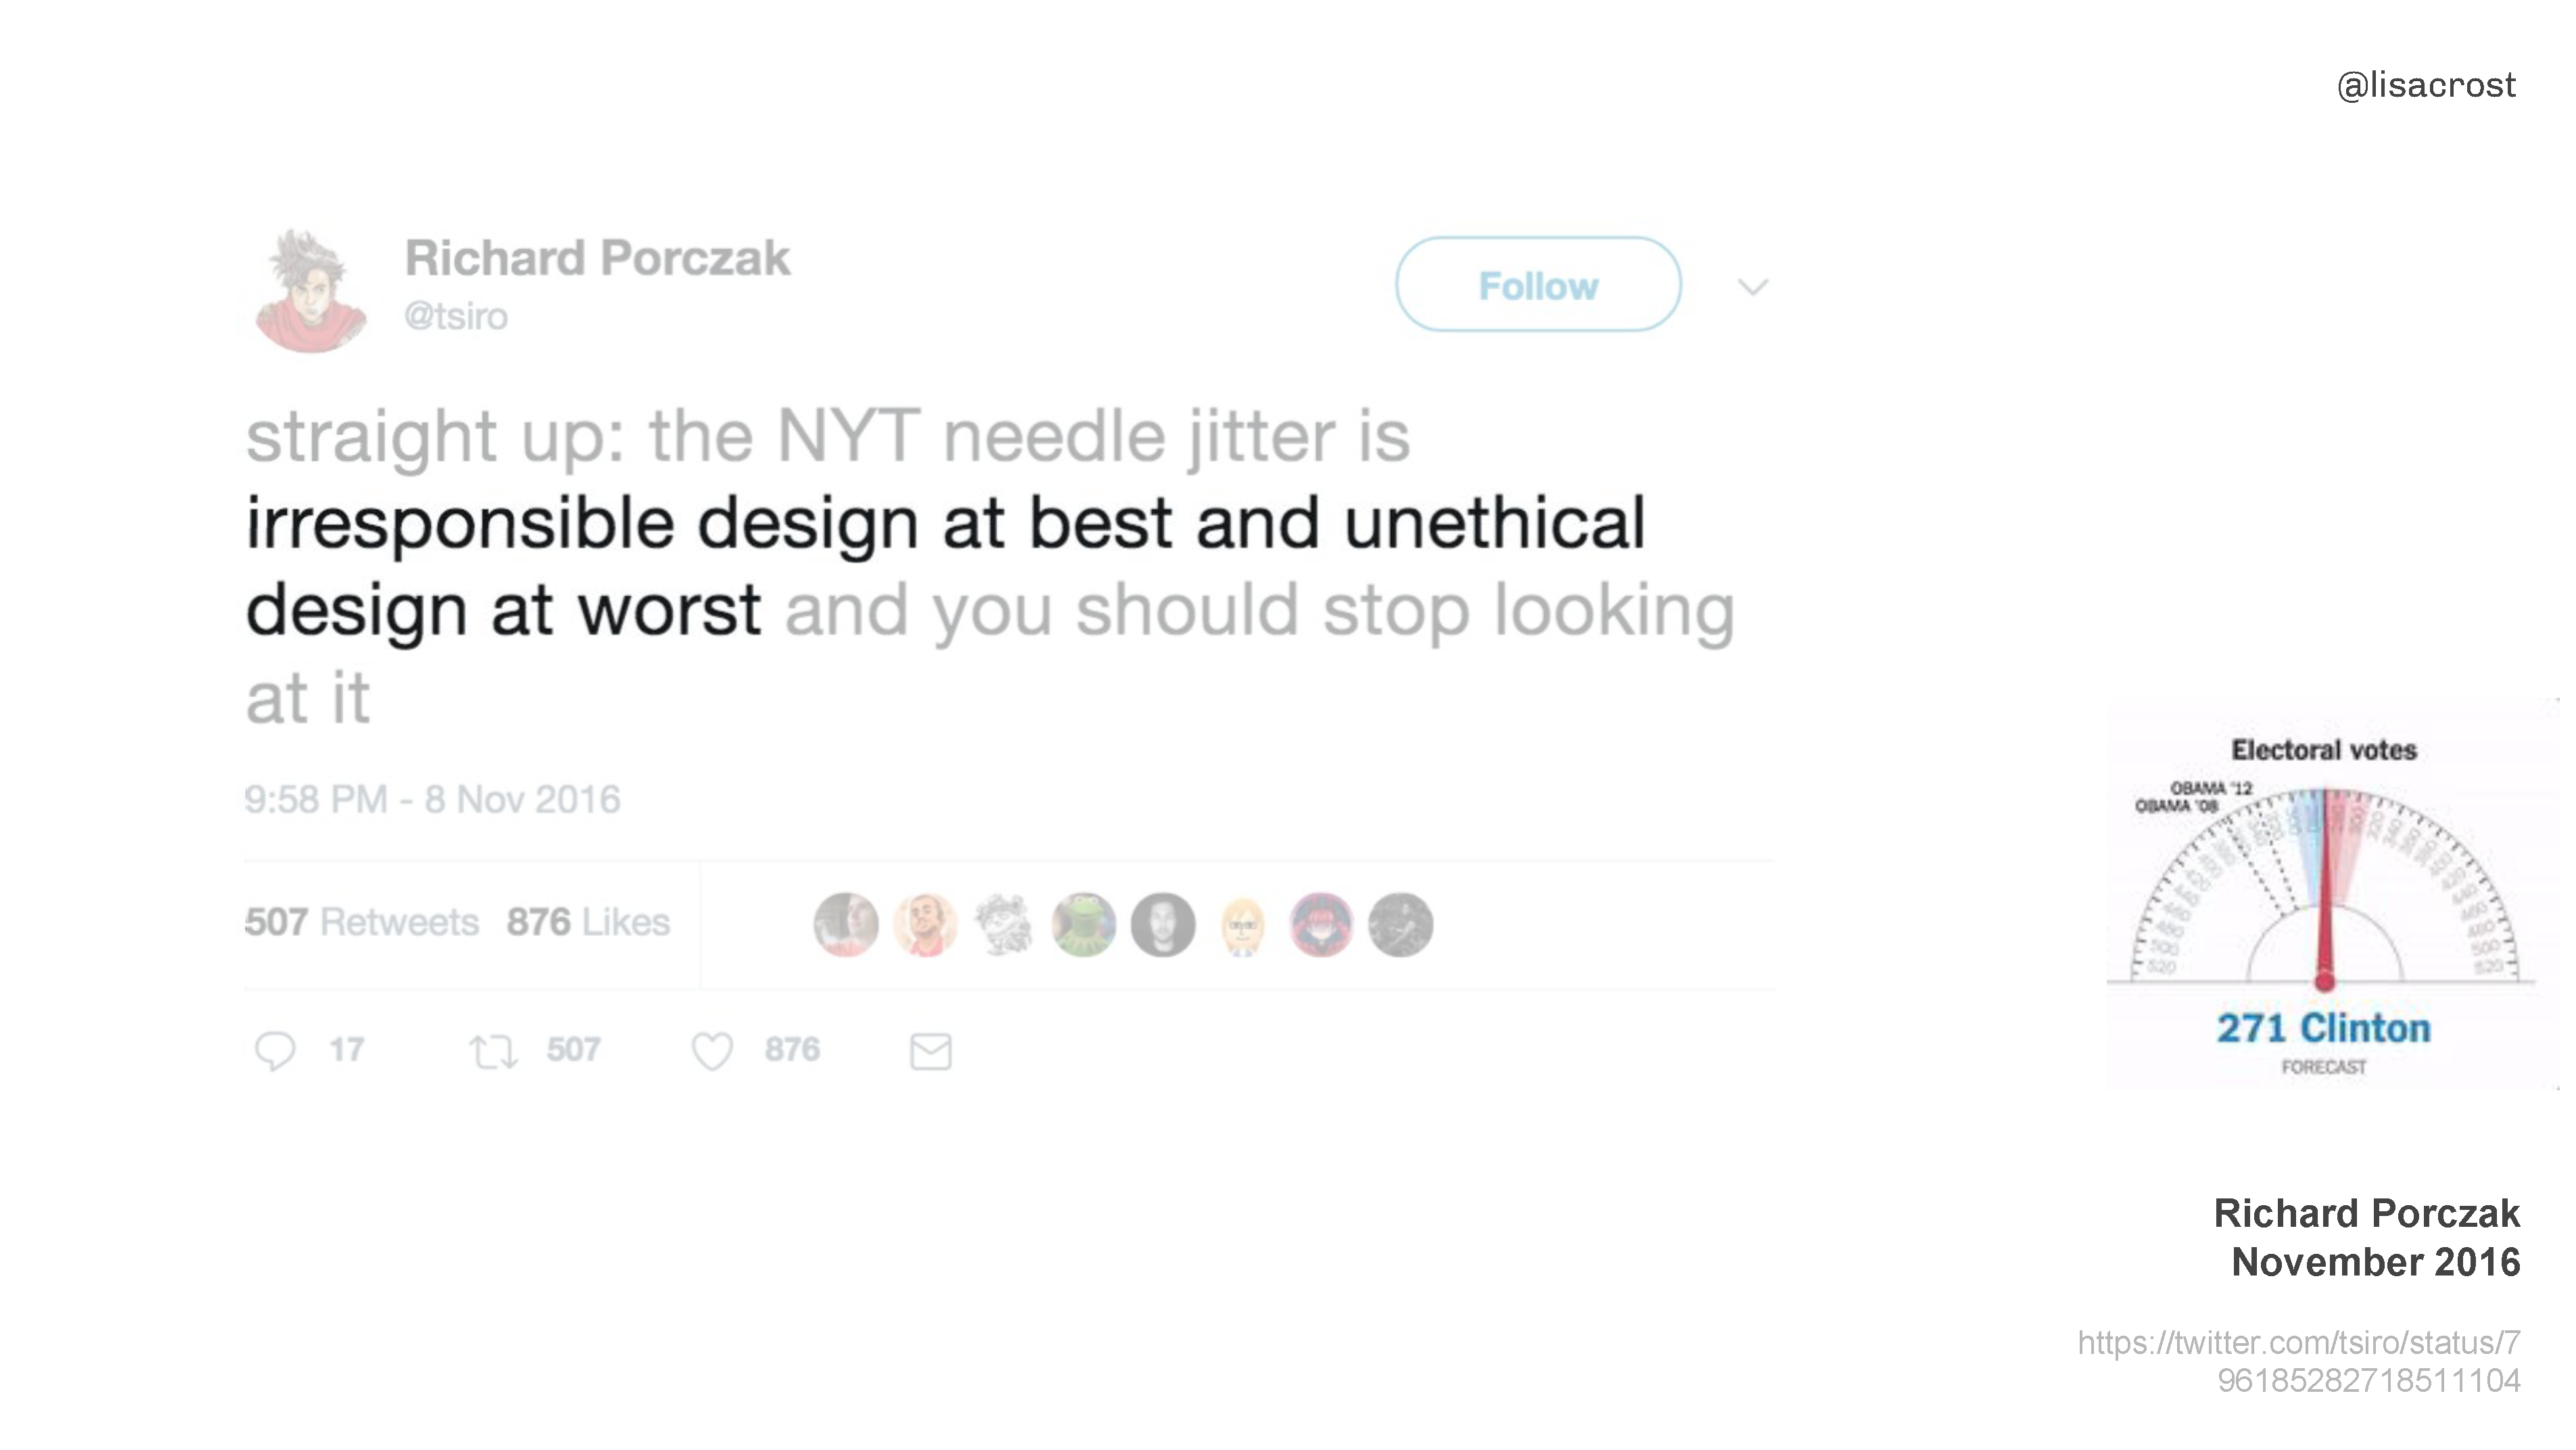 @lisacrost
Richard Porczak
@tsiro
Follow
straight up: the NYT needle jitter is
irresponsible design at best and unethical
design at worst and you should stop looking
at it
9:58 PM - 8 Nov 2016
507 Retweets 876 Likes
17 507 876
Electoral votes
OBAMA '12
OBAMA '08
271 Clinton
FORECAST
Richard Porczak
November 2016
https://twitter.com/tsiro/status/7
96185282718511104